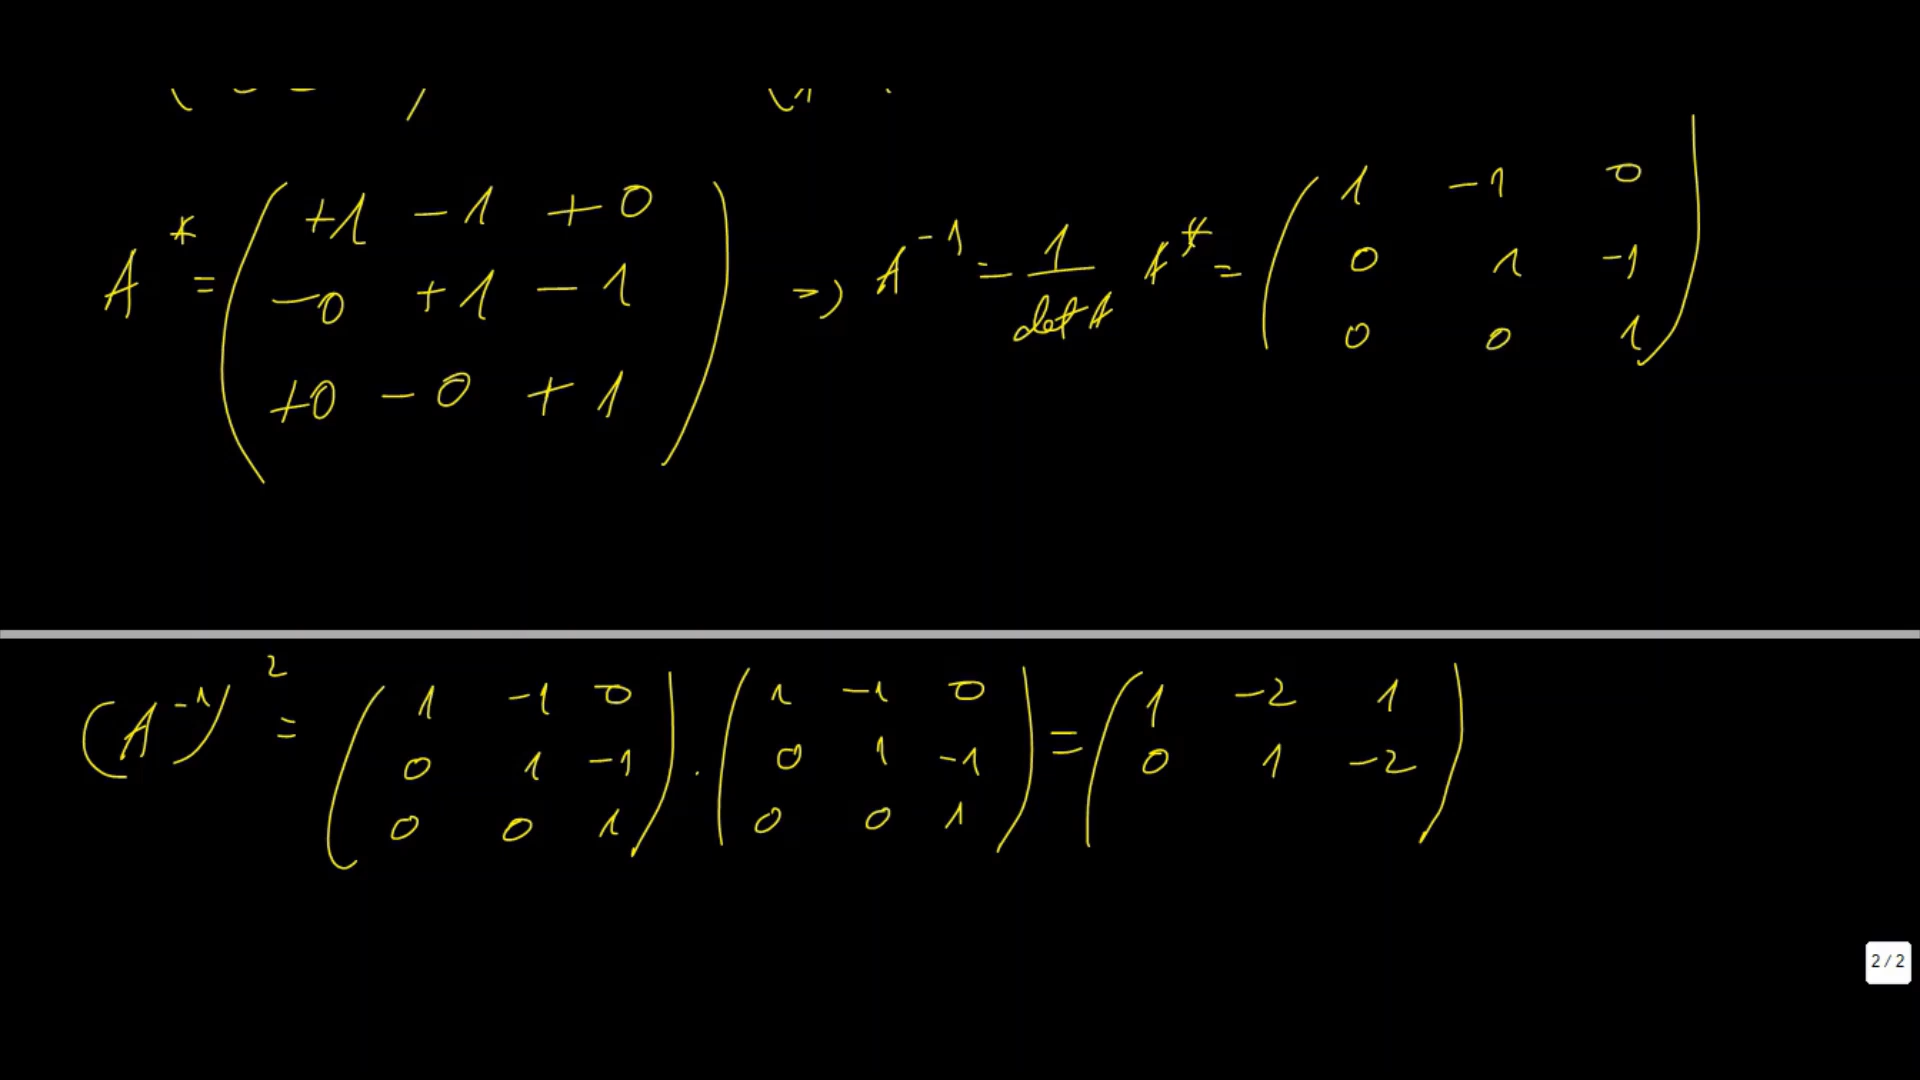 A* = ( +1 -1 +0 ; -0 +1 -1 ; +0 -0 +1 ) => A^-1 = 1/det A A* = ( 1 -1 0 ; 0 1 -1 ; 0 0 1 )
(A^-1)^2 = ( 1 -1 0 ; 0 1 -1 ; 0 0 1 ) . ( 1 -1 0 ; 0 1 -1 ; 0 0 1 ) = ( 1 -2 1 ; 0 1 -2 )
2 / 2